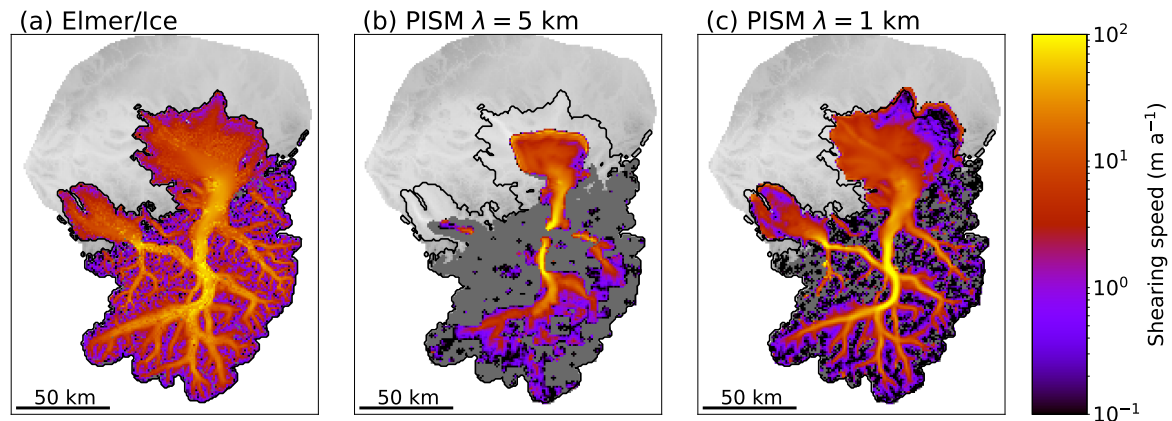 (a) Elmer/Ice
(b) PISM λ = 5 km
(c) PISM λ = 1 km
50 km
50 km
50 km
10²
10¹
10⁰
10⁻¹
Shearing speed (m a⁻¹)